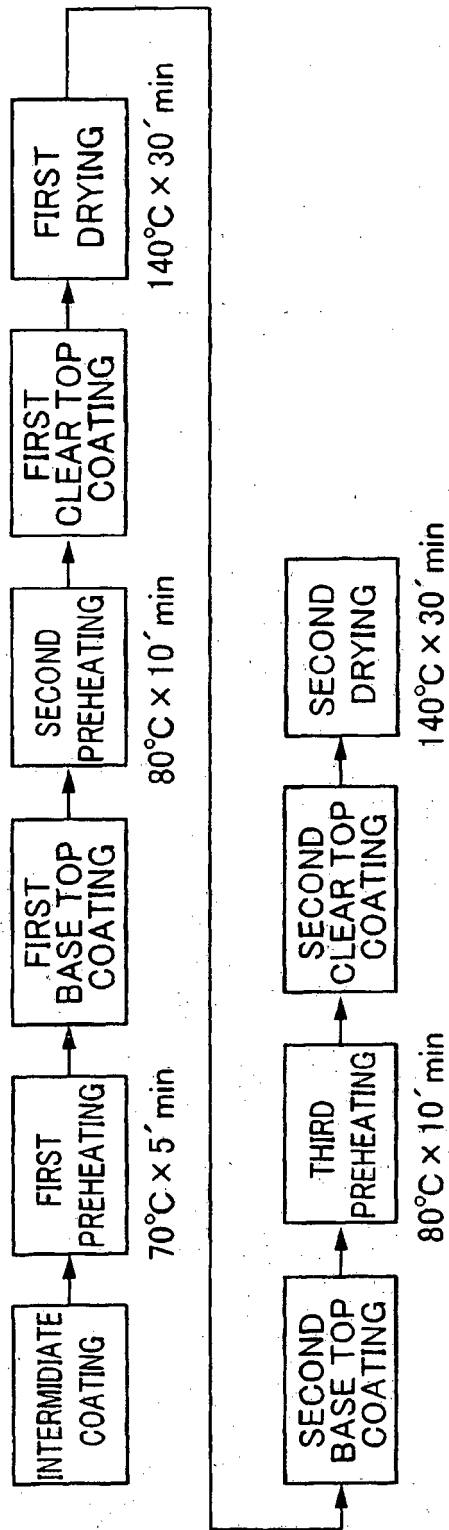 INTERMIDIATE
COATING
FIRST
PREHEATING
70°C × 5´ min
FIRST
BASE TOP
COATING
SECOND
PREHEATING
80°C × 10´ min
FIRST
CLEAR TOP
COATING
FIRST
DRYING
140°C × 30´ min
SECOND
BASE TOP
COATING
THIRD
PREHEATING
80°C × 10´ min
SECOND
CLEAR TOP
COATING
SECOND
DRYING
140°C × 30´ min